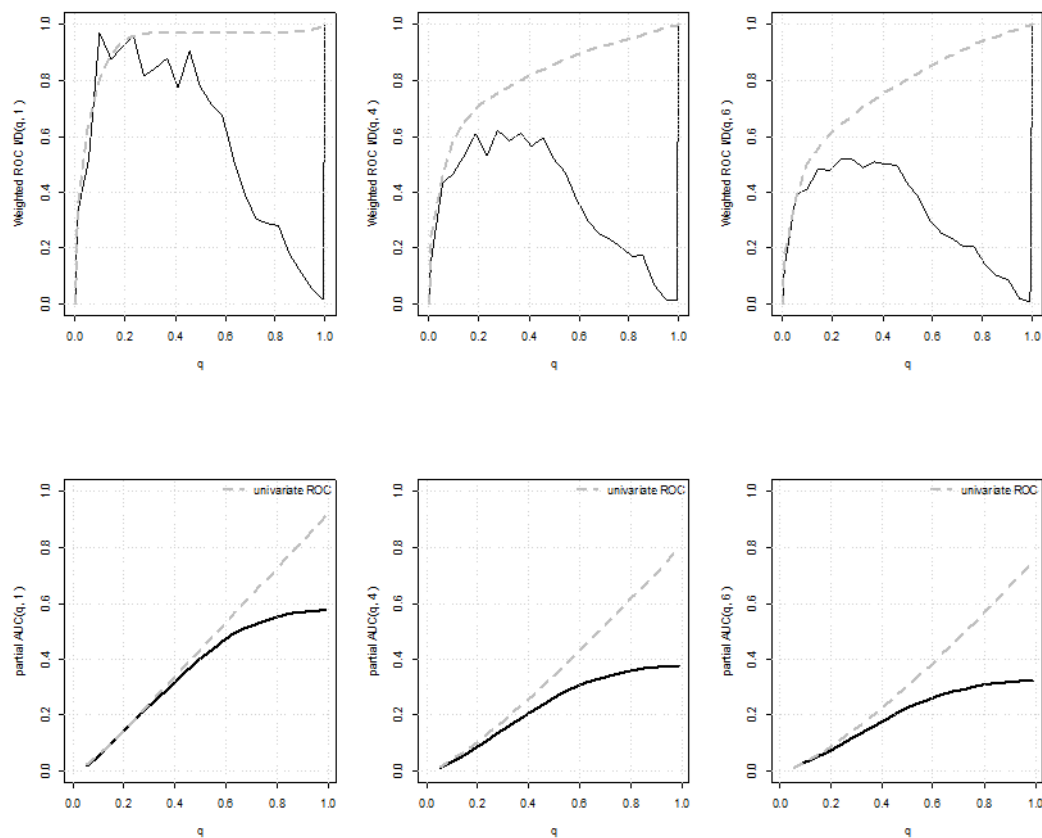 Weighted ROC I/D(q, 1 )
0.0 0.2 0.4 0.6 0.8 1.0
0.0 0.2 0.4 0.6 0.8 1.0
q
Weighted ROC I/D(q, 4 )
0.0 0.2 0.4 0.6 0.8 1.0
0.0 0.2 0.4 0.6 0.8 1.0
q
Weighted ROC I/D(q, 6 )
0.0 0.2 0.4 0.6 0.8 1.0
0.0 0.2 0.4 0.6 0.8 1.0
q
partial AUC(q, 1 )
0.0 0.2 0.4 0.6 0.8 1.0
univariate ROC
0.0 0.2 0.4 0.6 0.8 1.0
q
partial AUC(q, 4 )
0.0 0.2 0.4 0.6 0.8 1.0
univariate ROC
0.0 0.2 0.4 0.6 0.8 1.0
q
partial AUC(q, 6 )
0.0 0.2 0.4 0.6 0.8 1.0
univariate ROC
0.0 0.2 0.4 0.6 0.8 1.0
q